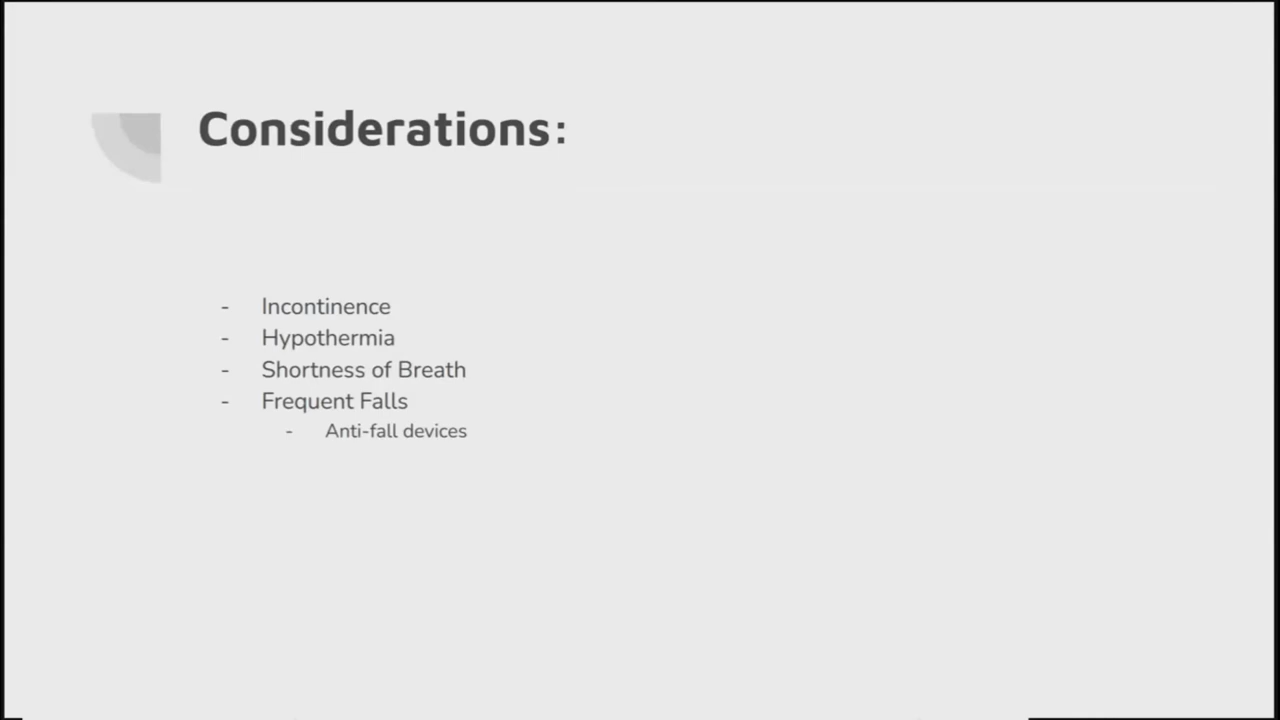 Considerations:
- Incontinence
- Hypothermia
- Shortness of Breath
- Frequent Falls
- Anti-fall devices